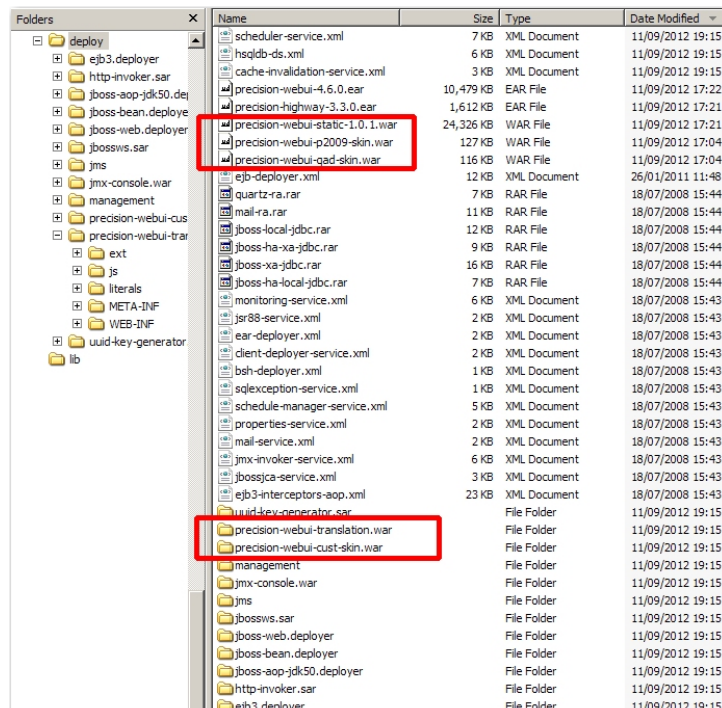 Folders
deploy
ejb3.deployer
http-invoker.sar
jboss-aop-jdk50.dep
jboss-bean.deploye
jboss-web.deployer
jbossws.sar
jms
jmx-console.war
management
precision-webui-cus
precision-webui-tran
ext
js
literals
META-INF
WEB-INF
uuid-key-generator
lib
Name Size Type Date Modified
scheduler-service.xml 7 KB XML Document 11/09/2012 19:15
hsqldb-ds.xml 6 KB XML Document 11/09/2012 19:15
cache-invalidation-service.xml 3 KB XML Document 11/09/2012 19:15
precision-webui-4.6.0.ear 10,479 KB EAR File 11/09/2012 17:22
precision-highway-3.3.0.ear 1,612 KB EAR File 11/09/2012 17:21
precision-webui-static-1.0.1.war 24,326 KB WAR File 11/09/2012 17:21
precision-webui-p2009-skin.war 127 KB WAR File 11/09/2012 17:04
precision-webui-qad-skin.war 116 KB WAR File 11/09/2012 17:04
ejb-deployer.xml 12 KB XML Document 26/01/2011 11:48
quartz-ra.rar 7 KB RAR File 18/07/2008 15:44
mail-ra.rar 11 KB RAR File 18/07/2008 15:44
jboss-local-jdbc.rar 12 KB RAR File 18/07/2008 15:44
jboss-ha-xa-jdbc.rar 9 KB RAR File 18/07/2008 15:44
jboss-xa-jdbc.rar 16 KB RAR File 18/07/2008 15:44
jboss-ha-local-jdbc.rar 7 KB RAR File 18/07/2008 15:44
monitoring-service.xml 6 KB XML Document 18/07/2008 15:43
jsr88-service.xml 2 KB XML Document 18/07/2008 15:43
ear-deployer.xml 2 KB XML Document 18/07/2008 15:43
client-deployer-service.xml 2 KB XML Document 18/07/2008 15:43
bsh-deployer.xml 1 KB XML Document 18/07/2008 15:43
sqlexception-service.xml 1 KB XML Document 18/07/2008 15:43
schedule-manager-service.xml 5 KB XML Document 18/07/2008 15:43
properties-service.xml 2 KB XML Document 18/07/2008 15:43
mail-service.xml 2 KB XML Document 18/07/2008 15:43
jmx-invoker-service.xml 6 KB XML Document 18/07/2008 15:43
jbossjca-service.xml 3 KB XML Document 18/07/2008 15:43
ejb3-interceptors-aop.xml 23 KB XML Document 18/07/2008 15:43
uuid-key-generator.sar File Folder 11/09/2012 19:15
precision-webui-translation.war File Folder 11/09/2012 19:15
precision-webui-cust-skin.war File Folder 11/09/2012 19:15
management File Folder 11/09/2012 19:15
jmx-console.war File Folder 11/09/2012 19:15
jms File Folder 11/09/2012 19:15
jbossws.sar File Folder 11/09/2012 19:15
jboss-web.deployer File Folder 11/09/2012 19:15
jboss-bean.deployer File Folder 11/09/2012 19:15
jboss-aop-jdk50.deployer File Folder 11/09/2012 19:15
http-invoker.sar File Folder 11/09/2012 19:15
ejb3.deployer File Folder 11/09/2012 19:15